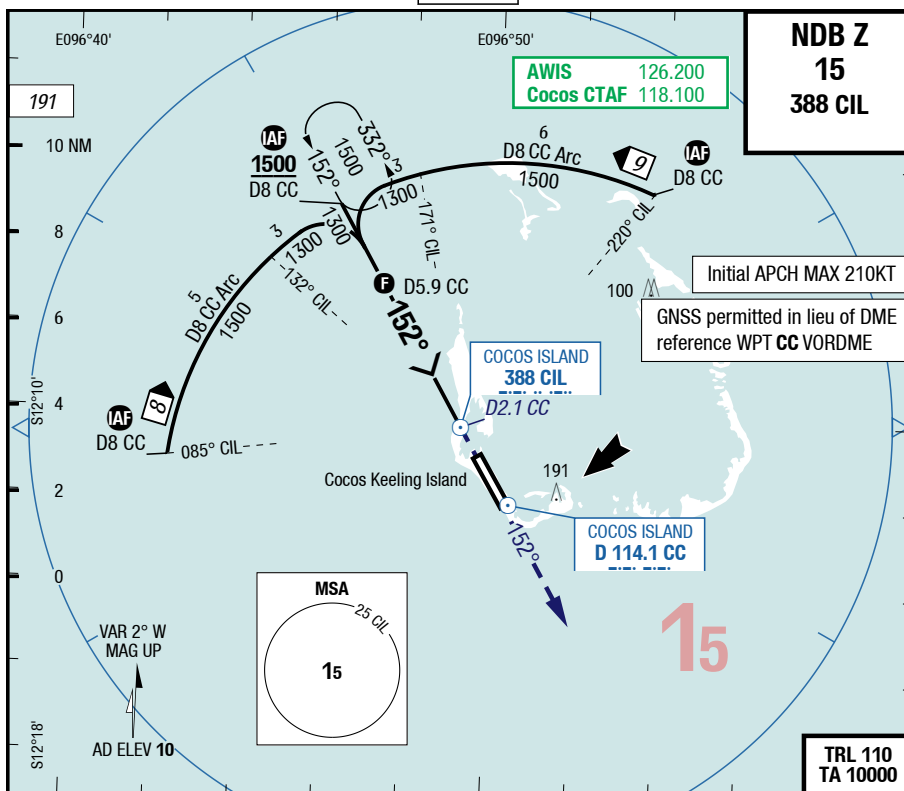 E096°40'
E096°50'
NDB Z
15
388 CIL
AWIS 126.200
Cocos CTAF 118.100
191
10 NM
8
6
4
2
0
IAF
1500
D8 CC
152°
1500
332°
3
1300
1300
171° CIL
6
D8 CC Arc
1500
9
IAF
D8 CC
220° CIL
3
1300
132° CIL
5
D8 CC Arc
1500
F D5.9 CC
152°
100
Initial APCH MAX 210KT
GNSS permitted in lieu of DME
reference WPT CC VORDME
COCOS ISLAND
388 CIL
D2.1 CC
S12°10'
8
IAF
D8 CC
085° CIL
Cocos Keeling Island
191
COCOS ISLAND
D 114.1 CC
152°
MSA
25 CIL
15
15
VAR 2° W
MAG UP
AD ELEV 10
S12°18'
TRL 110
TA 10000